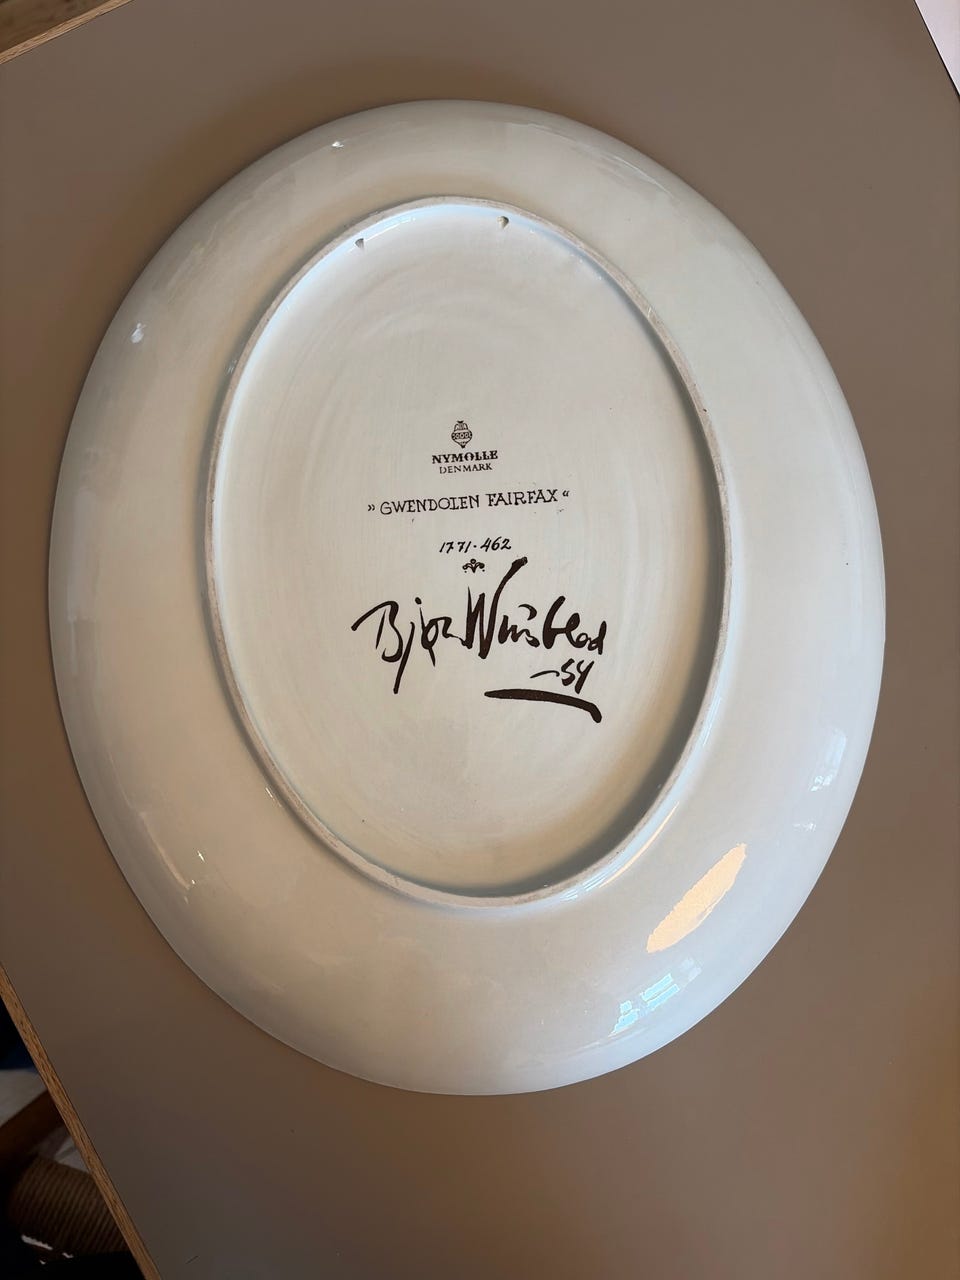 NYMØLLE
DENMARK
»GWENDOLEN FAIRFAX«
1771-462
Bjørn Wiinblad
-54